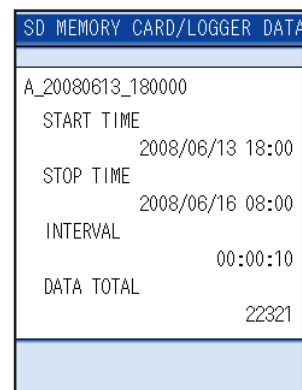 SD MEMORY CARD/LOGGER DATA
A_20080613_180000
START TIME
2008/06/13 18:00
STOP TIME
2008/06/16 08:00
INTERVAL
00:00:10
DATA TOTAL
22321